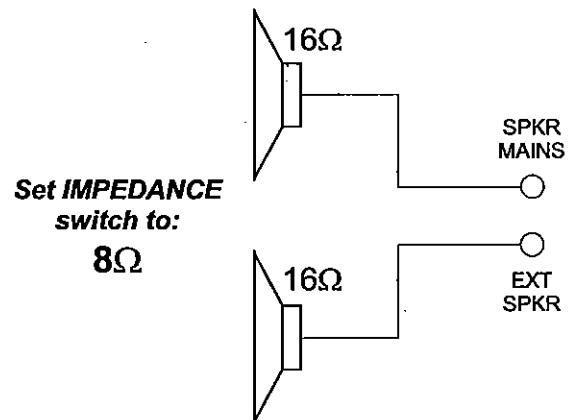 16Ω
SPKR
MAINS
Set IMPEDANCE
switch to:
8Ω
16Ω
EXT
SPKR